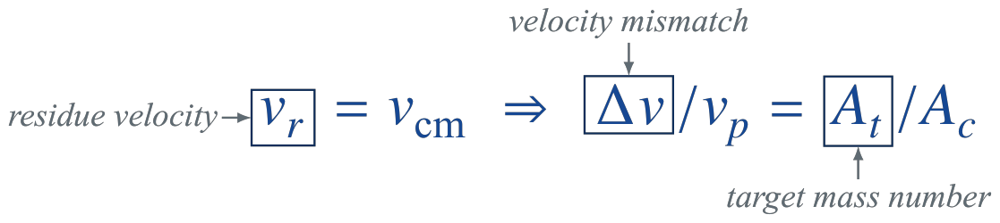 velocity mismatch
residue velocity
v_r = v_cm ⇒ Δv/v_p = A_t/A_c
target mass number